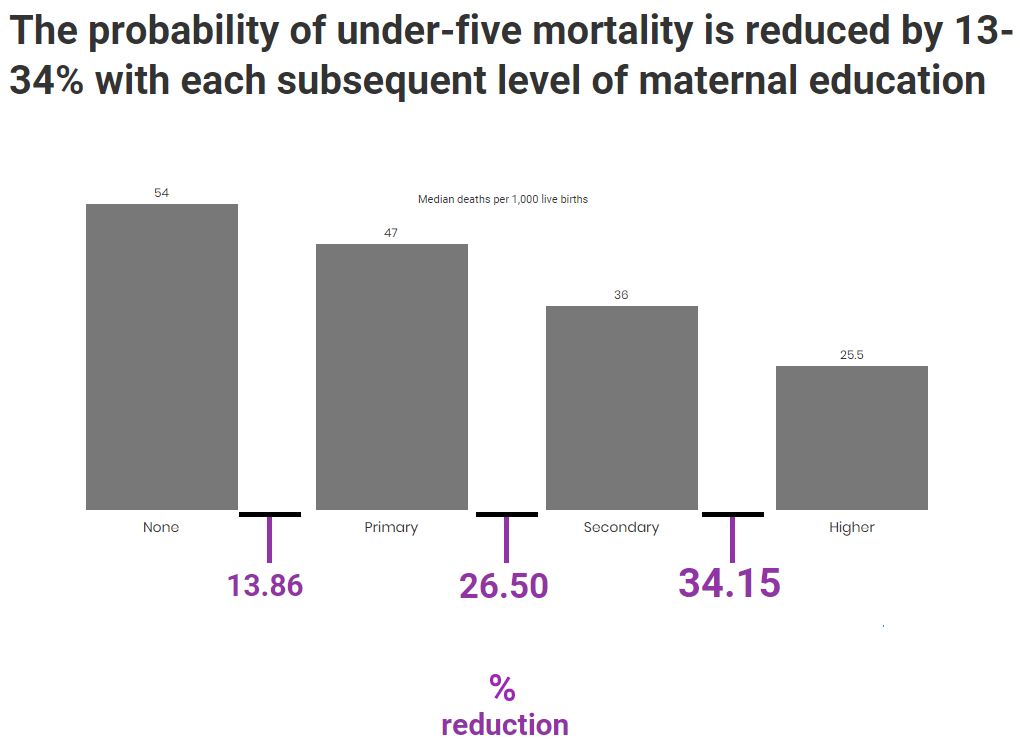 The probability of under-five mortality is reduced by 13-
34% with each subsequent level of maternal education
54
Median deaths per 1,000 live births
47
36
25.5
None
Primary
Secondary
Higher
13.86
26.50
34.15
%
reduction